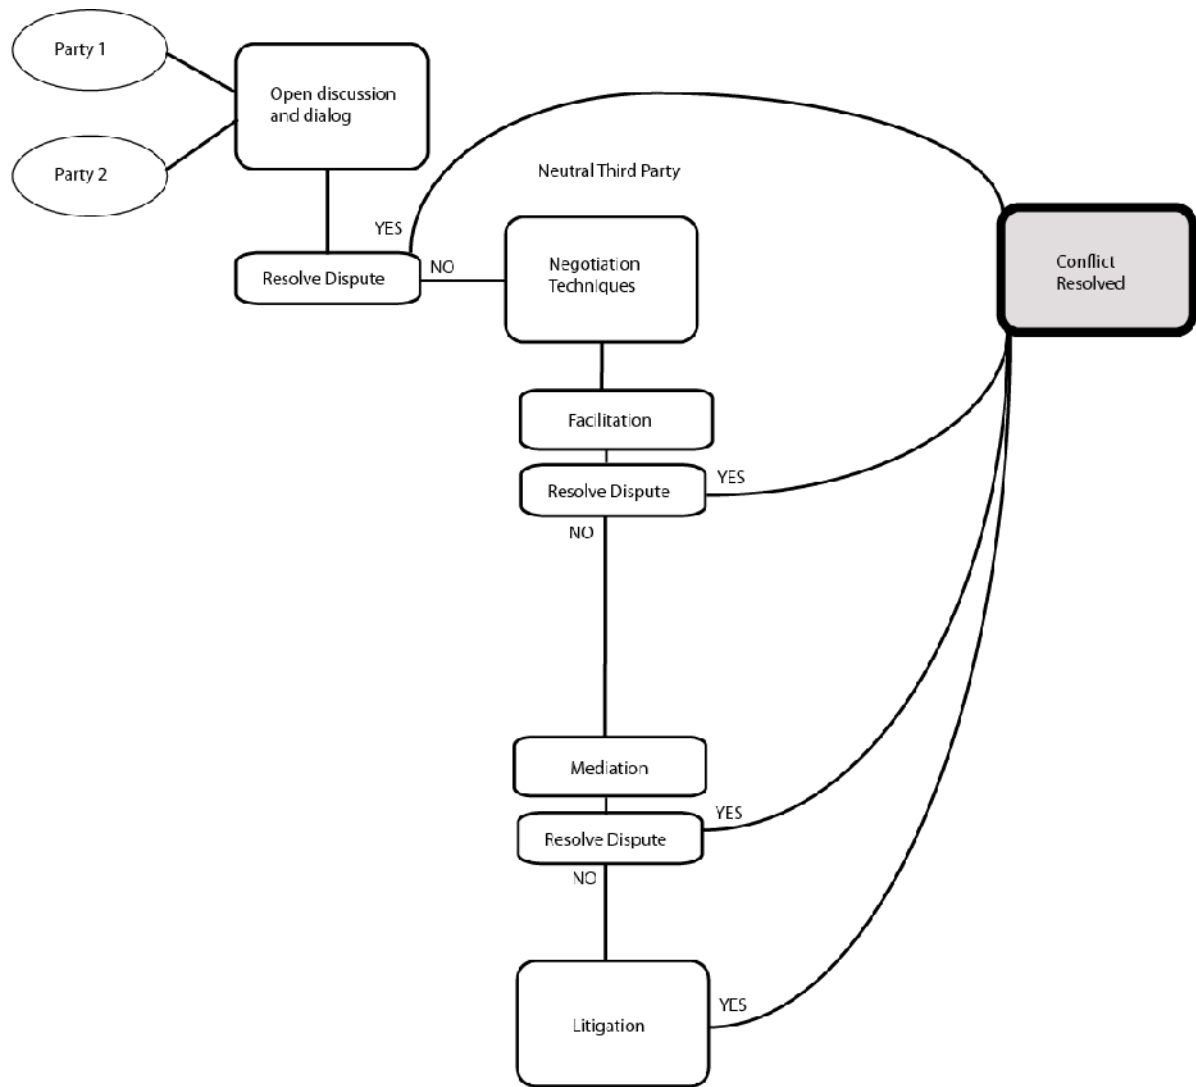 Party 1
Open discussion
and dialog
Party 2
Neutral Third Party
YES
Resolve Dispute
NO
Negotiation
Techniques
Conflict
Resolved
Facilitation
Resolve Dispute
YES
NO
Mediation
Resolve Dispute
YES
NO
Litigation
YES